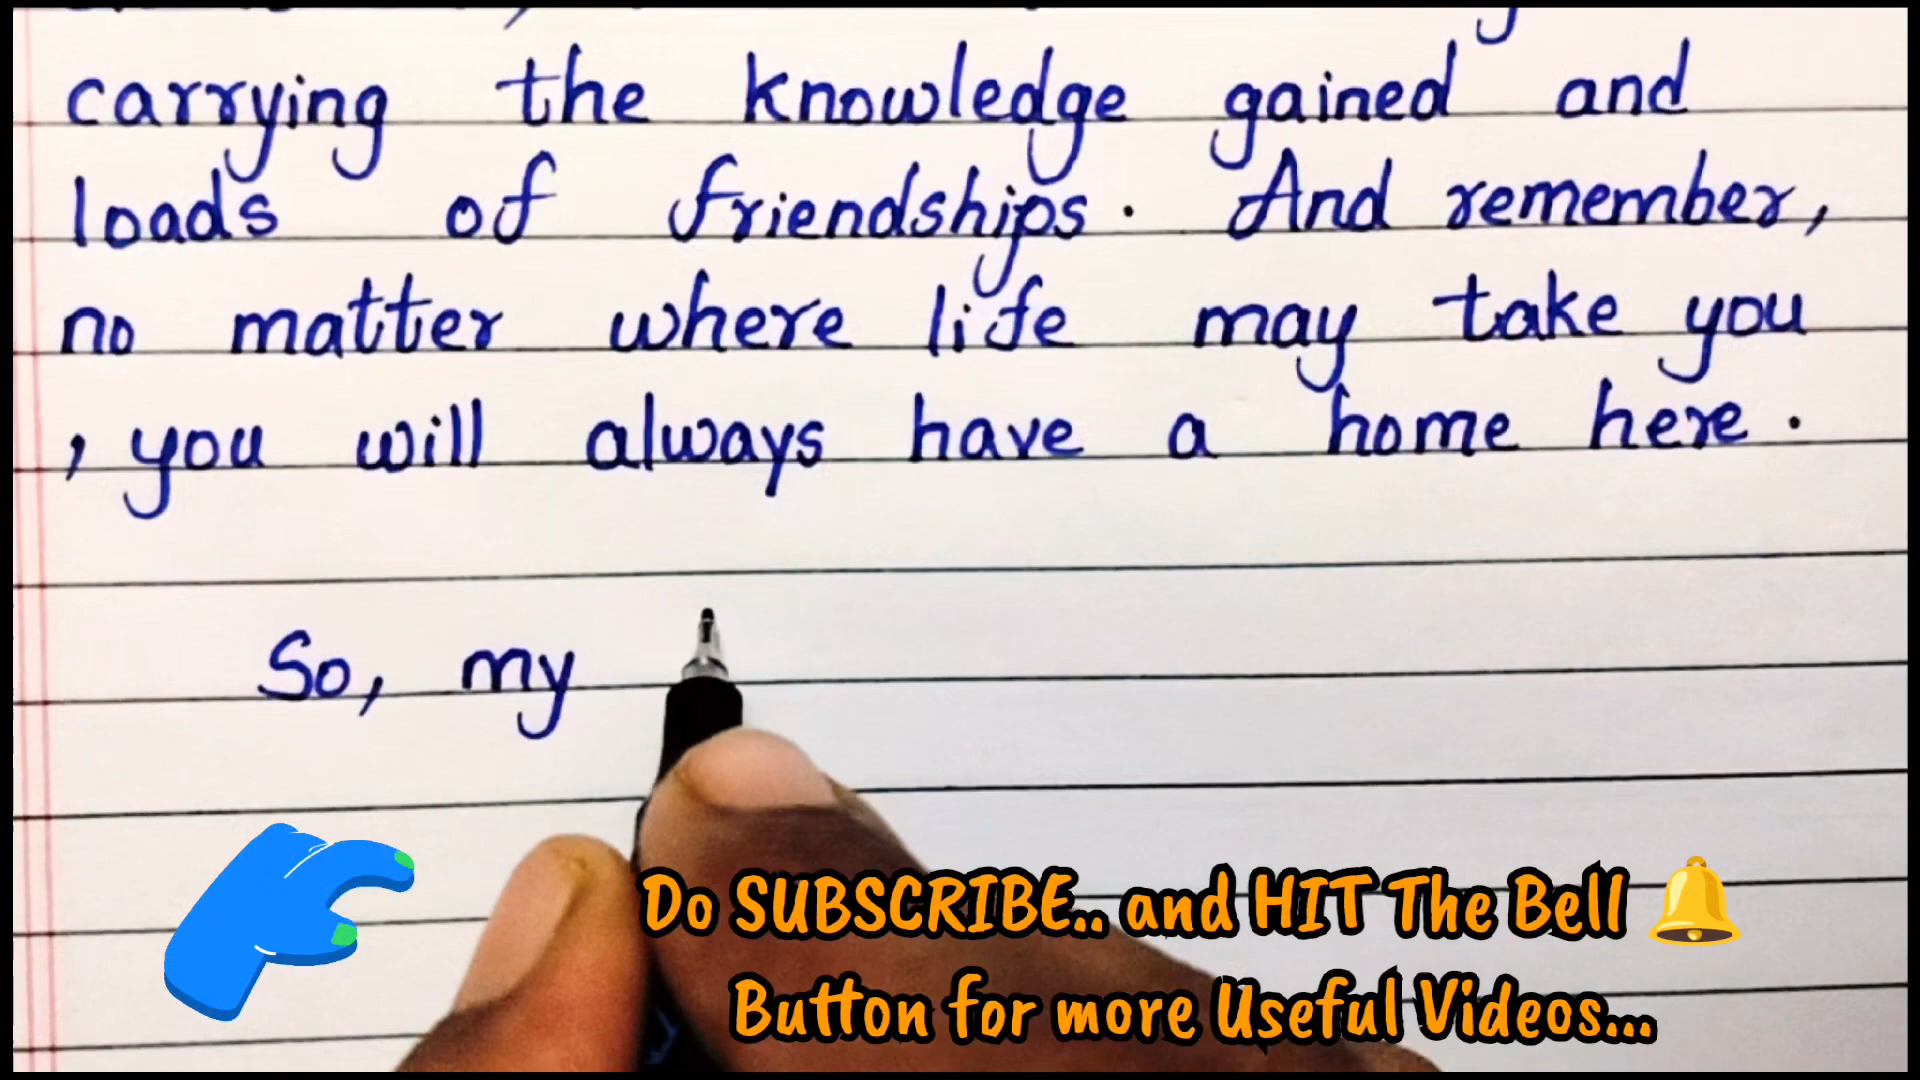 carrying the knowledge gained and
loads of friendships. And remember,
no matter where life may take you
, you will always have a home here.
So, my
Do SUBSCRIBE.. and HIT The Bell
Button for more Useful Videos...